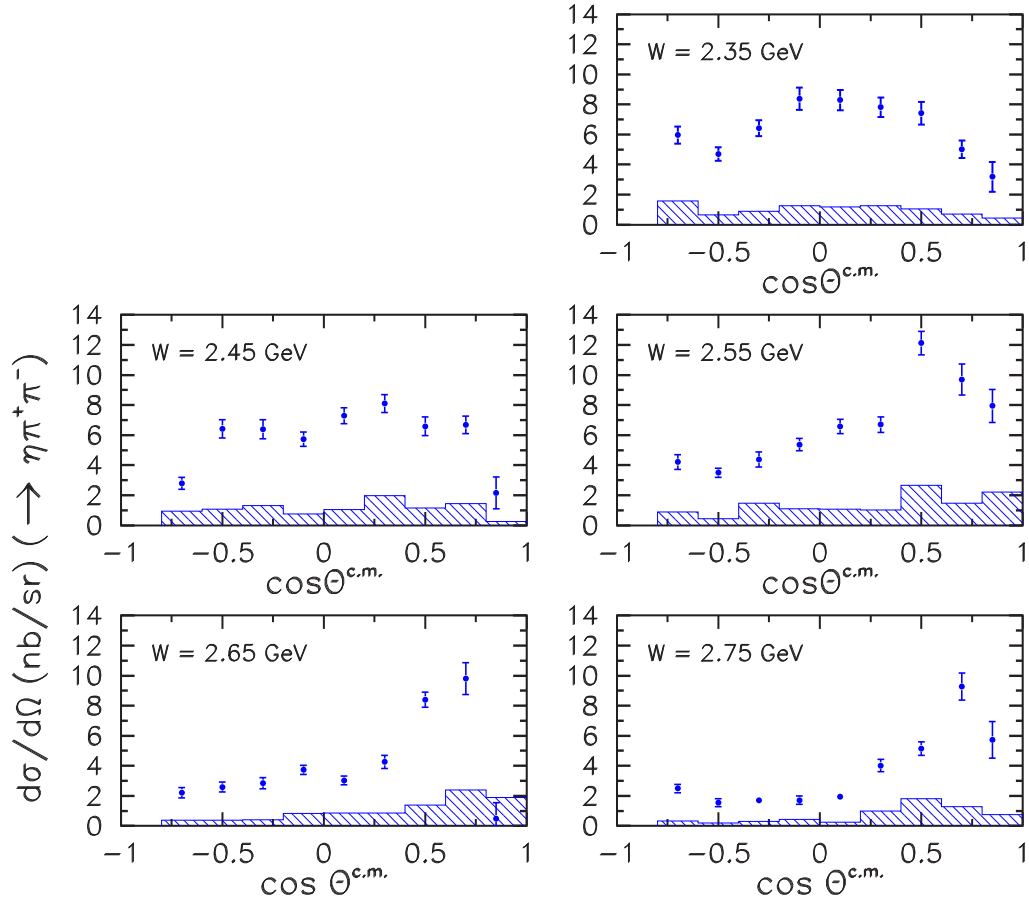 dσ/dΩ (nb/sr) ( → ηπ⁺π⁻)
14
12
10
8
6
4
2
0
W = 2.35 GeV
−1 −0.5 0 0.5 1
cosΘᶜ·ᵐ·
14
12
10
8
6
4
2
0
W = 2.45 GeV
−1 −0.5 0 0.5 1
cosΘᶜ·ᵐ·
14
12
10
8
6
4
2
0
W = 2.55 GeV
−1 −0.5 0 0.5 1
cosΘᶜ·ᵐ·
14
12
10
8
6
4
2
0
W = 2.65 GeV
−1 −0.5 0 0.5 1
cos Θᶜ·ᵐ·
14
12
10
8
6
4
2
0
W = 2.75 GeV
−1 −0.5 0 0.5 1
cos Θᶜ·ᵐ·